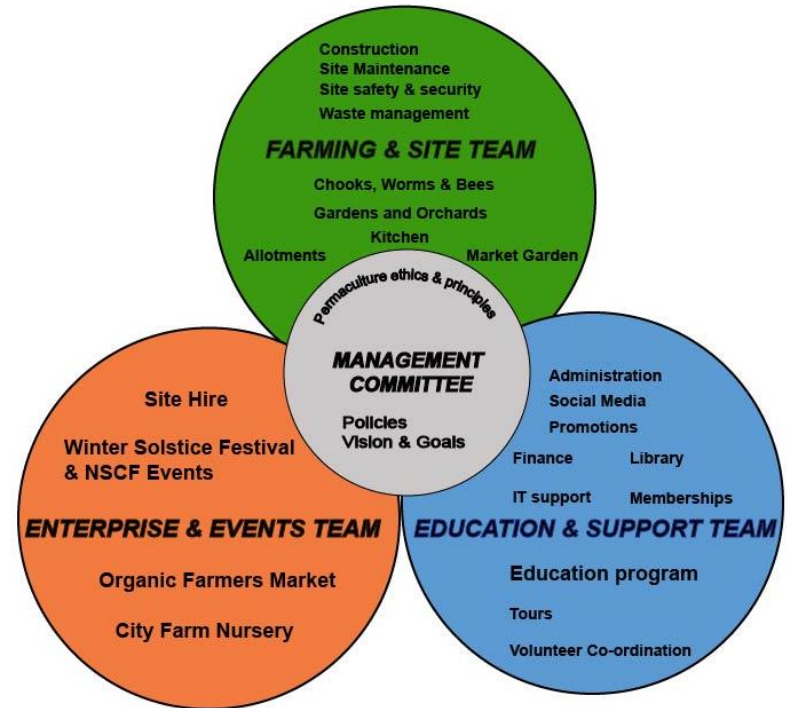 Construction
Site Maintenance
Site safety & security
Waste management
FARMING & SITE TEAM
Chooks, Worms & Bees
Gardens and Orchards
Kitchen
Allotments
Market Garden
Permaculture ethics & principles
MANAGEMENT
COMMITTEE
Policies
Vision & Goals
Site Hire
Winter Solstice Festival
& NSCF Events
ENTERPRISE & EVENTS TEAM
Organic Farmers Market
City Farm Nursery
Administration
Social Media
Promotions
Finance
Library
IT support
Memberships
EDUCATION & SUPPORT TEAM
Education program
Tours
Volunteer Co-ordination